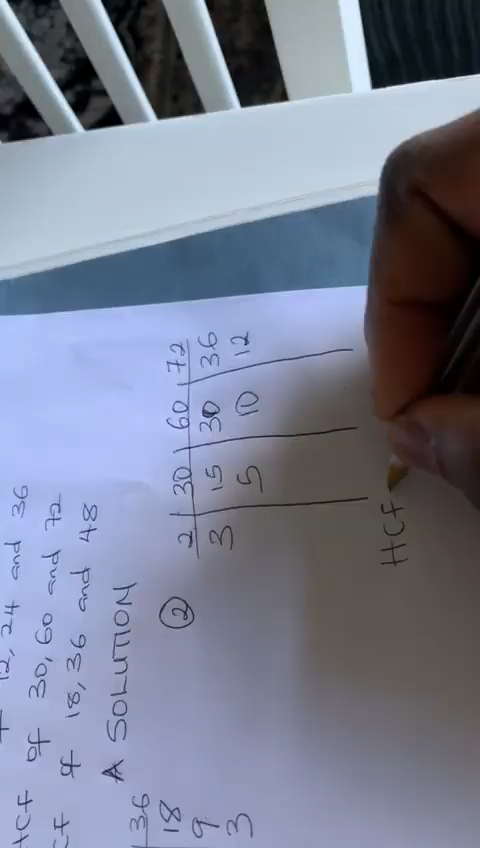 12, 24 and 36
HCF of 30, 60 and 72
CF of 18, 36 and 48
A SOLUTION
36
18
9
3
②
2 | 30 | 60 | 72
3 | 15 | 30 | 36
5 | 10 | 12
HCF